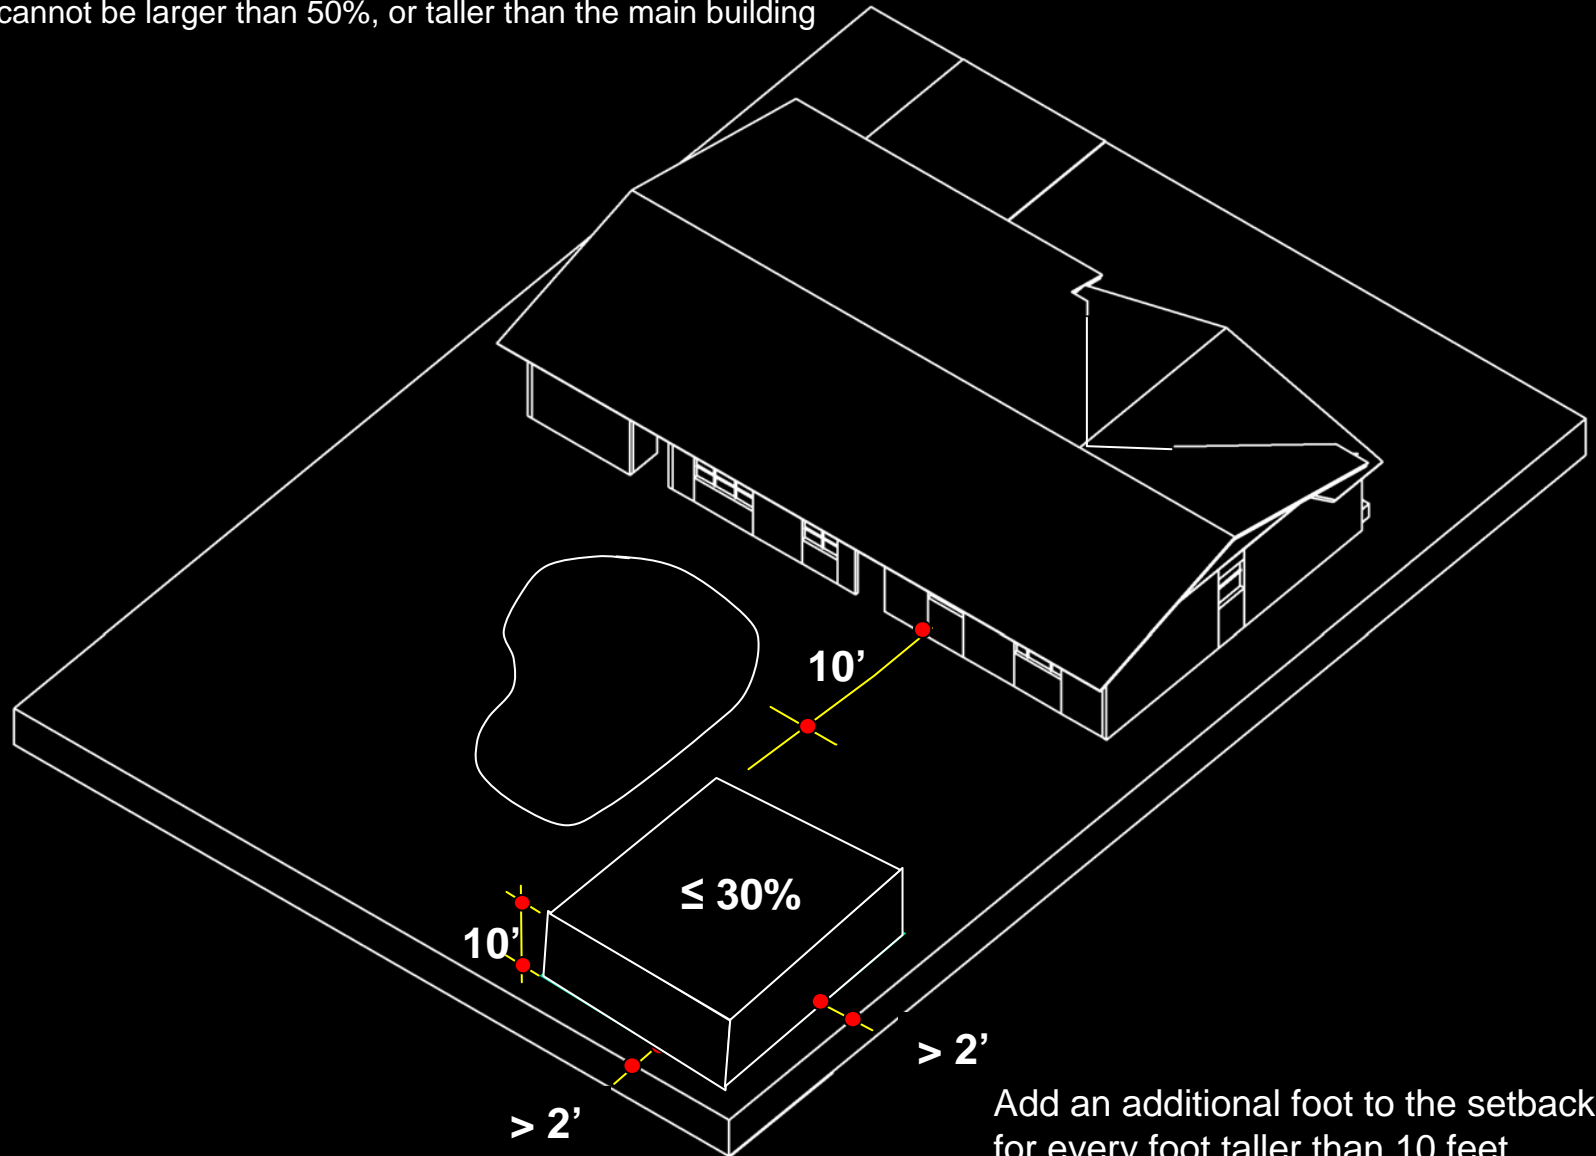 cannot be larger than 50%, or taller than the main building
10’
≤ 30%
10’
> 2’
> 2’
Add an additional foot to the setback
for every foot taller than 10 feet